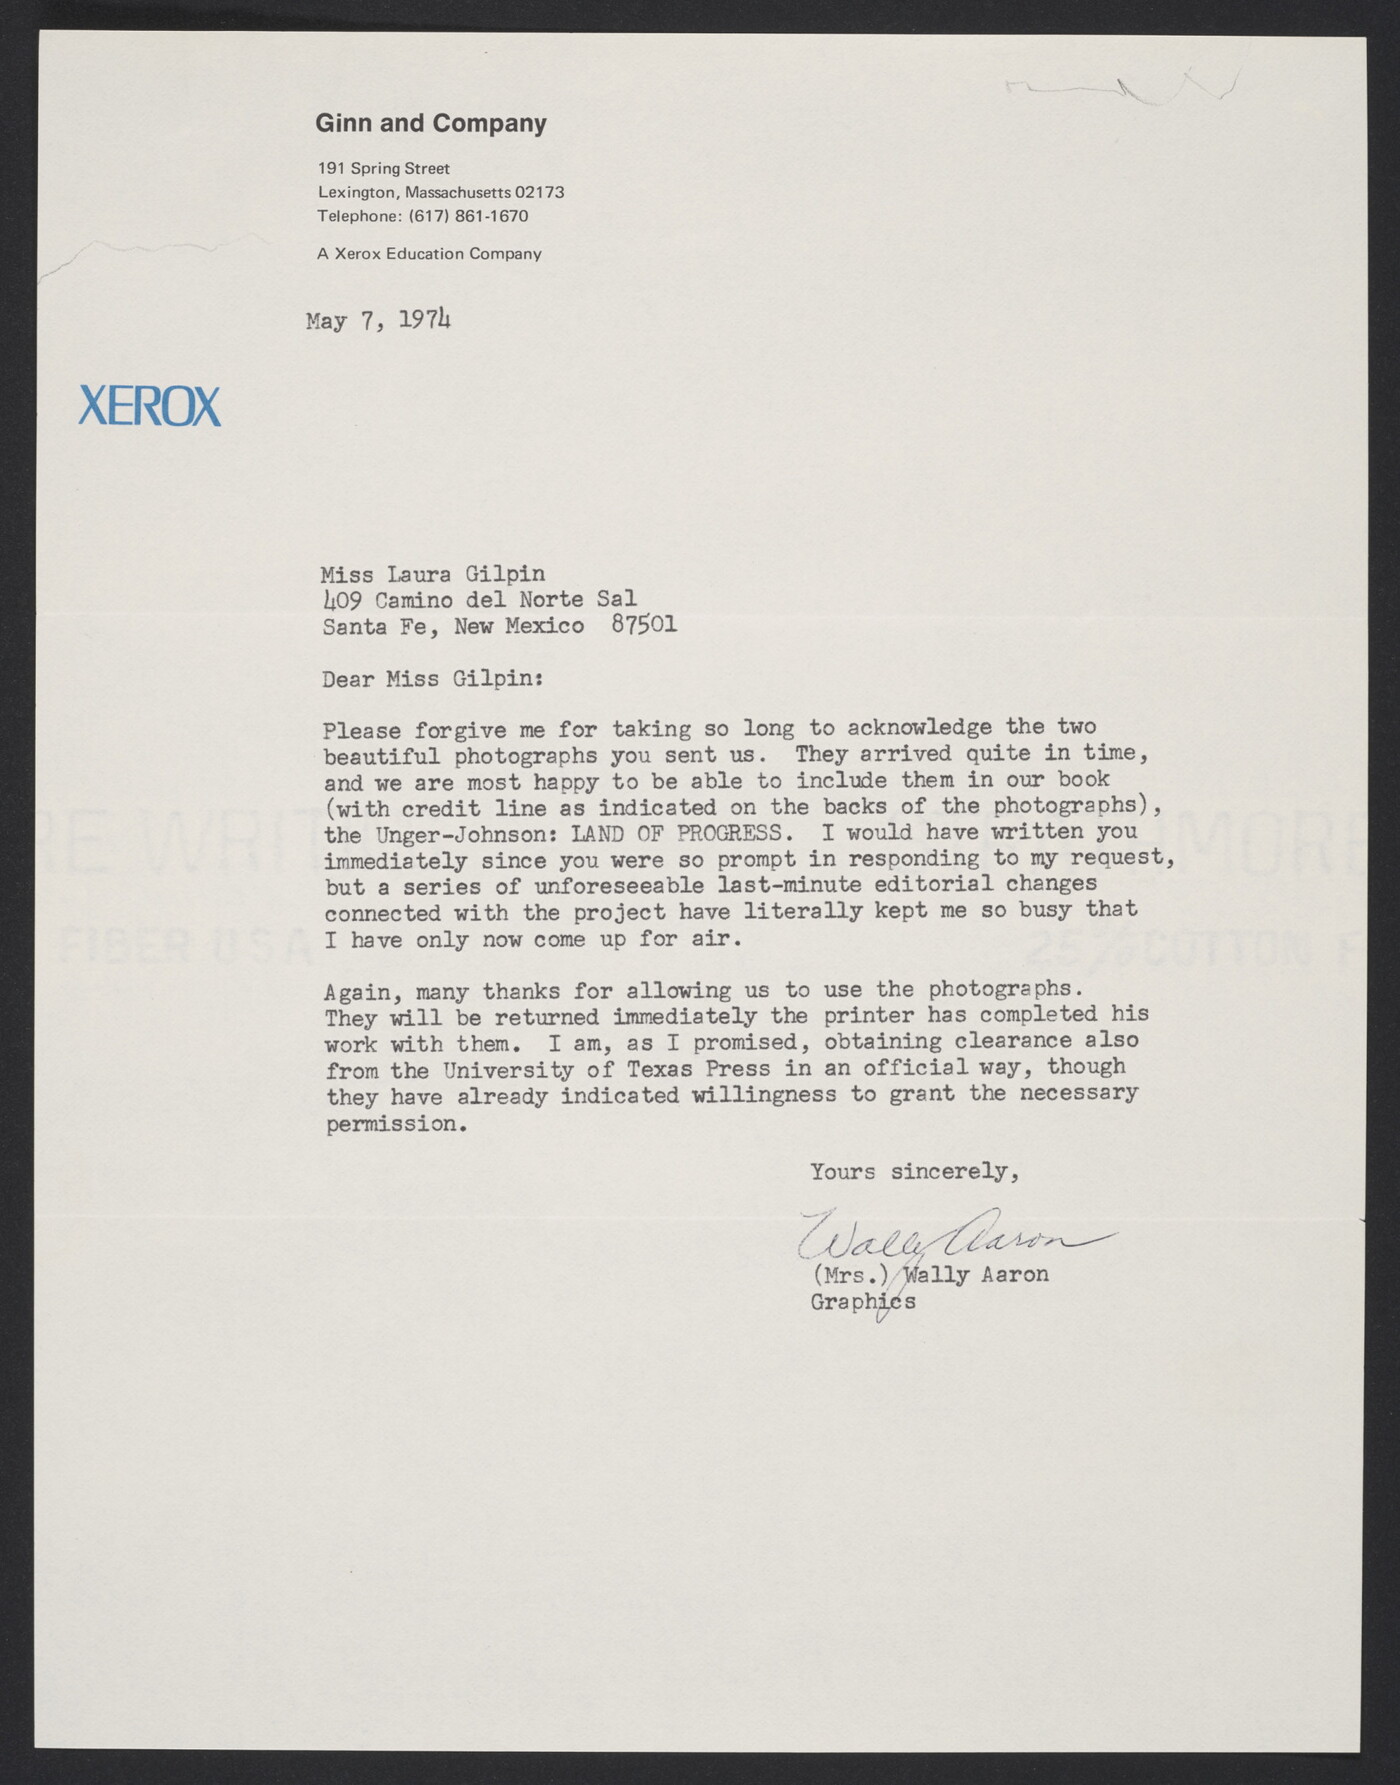 Ginn and Company
191 Spring Street
Lexington, Massachusetts 02173
Telephone: (617) 861-1670
A Xerox Education Company
May 7, 1974
XEROX
Miss Laura Gilpin
409 Camino del Norte Sal
Santa Fe, New Mexico 87501
Dear Miss Gilpin:
Please forgive me for taking so long to acknowledge the two
beautiful photographs you sent us. They arrived quite in time,
and we are most happy to be able to include them in our book
(with credit line as indicated on the backs of the photographs),
the Unger-Johnson: LAND OF PROGRESS. I would have written you
immediately since you were so prompt in responding to my request,
but a series of unforeseeable last-minute editorial changes
connected with the project have literally kept me so busy that
I have only now come up for air.
Again, many thanks for allowing us to use the photographs.
They will be returned immediately the printer has completed his
work with them. I am, as I promised, obtaining clearance also
from the University of Texas Press in an official way, though
they have already indicated willingness to grant the necessary
permission.
Yours sincerely,
Wally Aaron
(Mrs.) Wally Aaron
Graphics
FIBER USA
25% COTTON